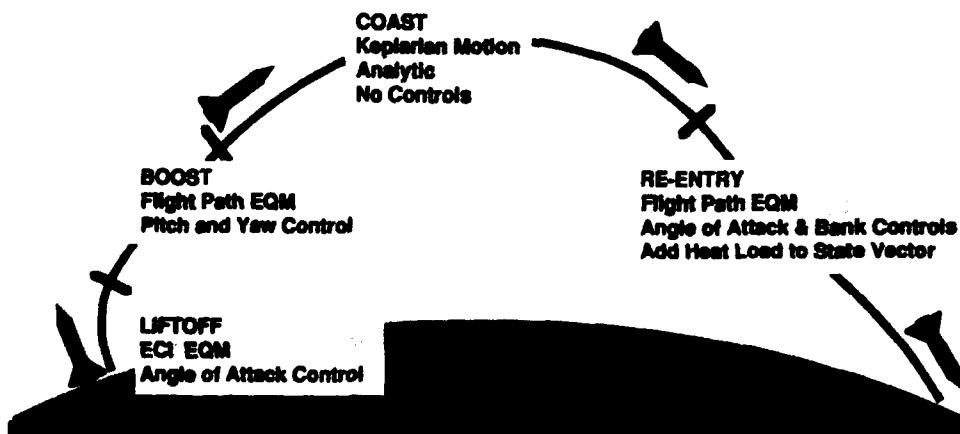 COAST
Keplarian Motion
Analytic
No Controls
BOOST
Flight Path EQM
Pitch and Yaw Control
RE-ENTRY
Flight Path EQM
Angle of Attack & Bank Controls
Add Heat Load to State Vector
LIFTOFF
ECI EQM
Angle of Attack Control